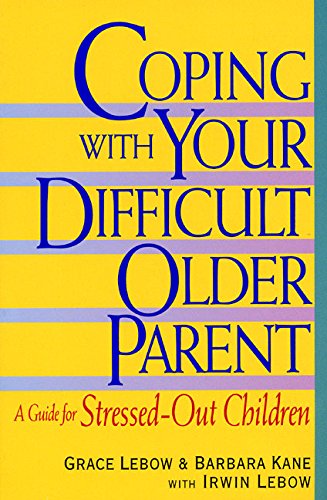 COPING
WITH YOUR
DIFFICULT
OLDER
PARENT
A Guide for Stressed-Out Children
GRACE LEBOW & BARBARA KANE
WITH IRWIN LEBOW